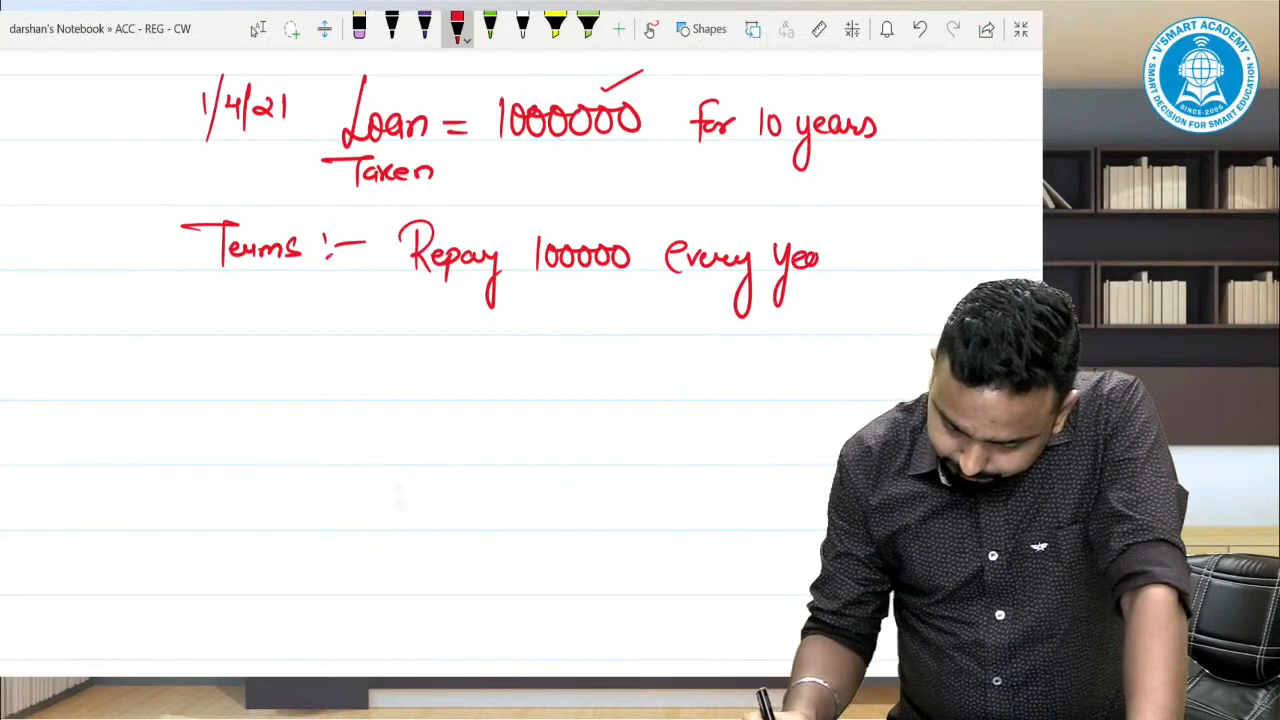 darshan's Notebook » ACC - REG - CW
Shapes
V'SMART ACADEMY
SMART DECISION FOR SMART EDUCATION
SINCE-2005
1/4/21 Loan = 1000000 for 10 years
Taken
Terms :- Repay 100000 every yea